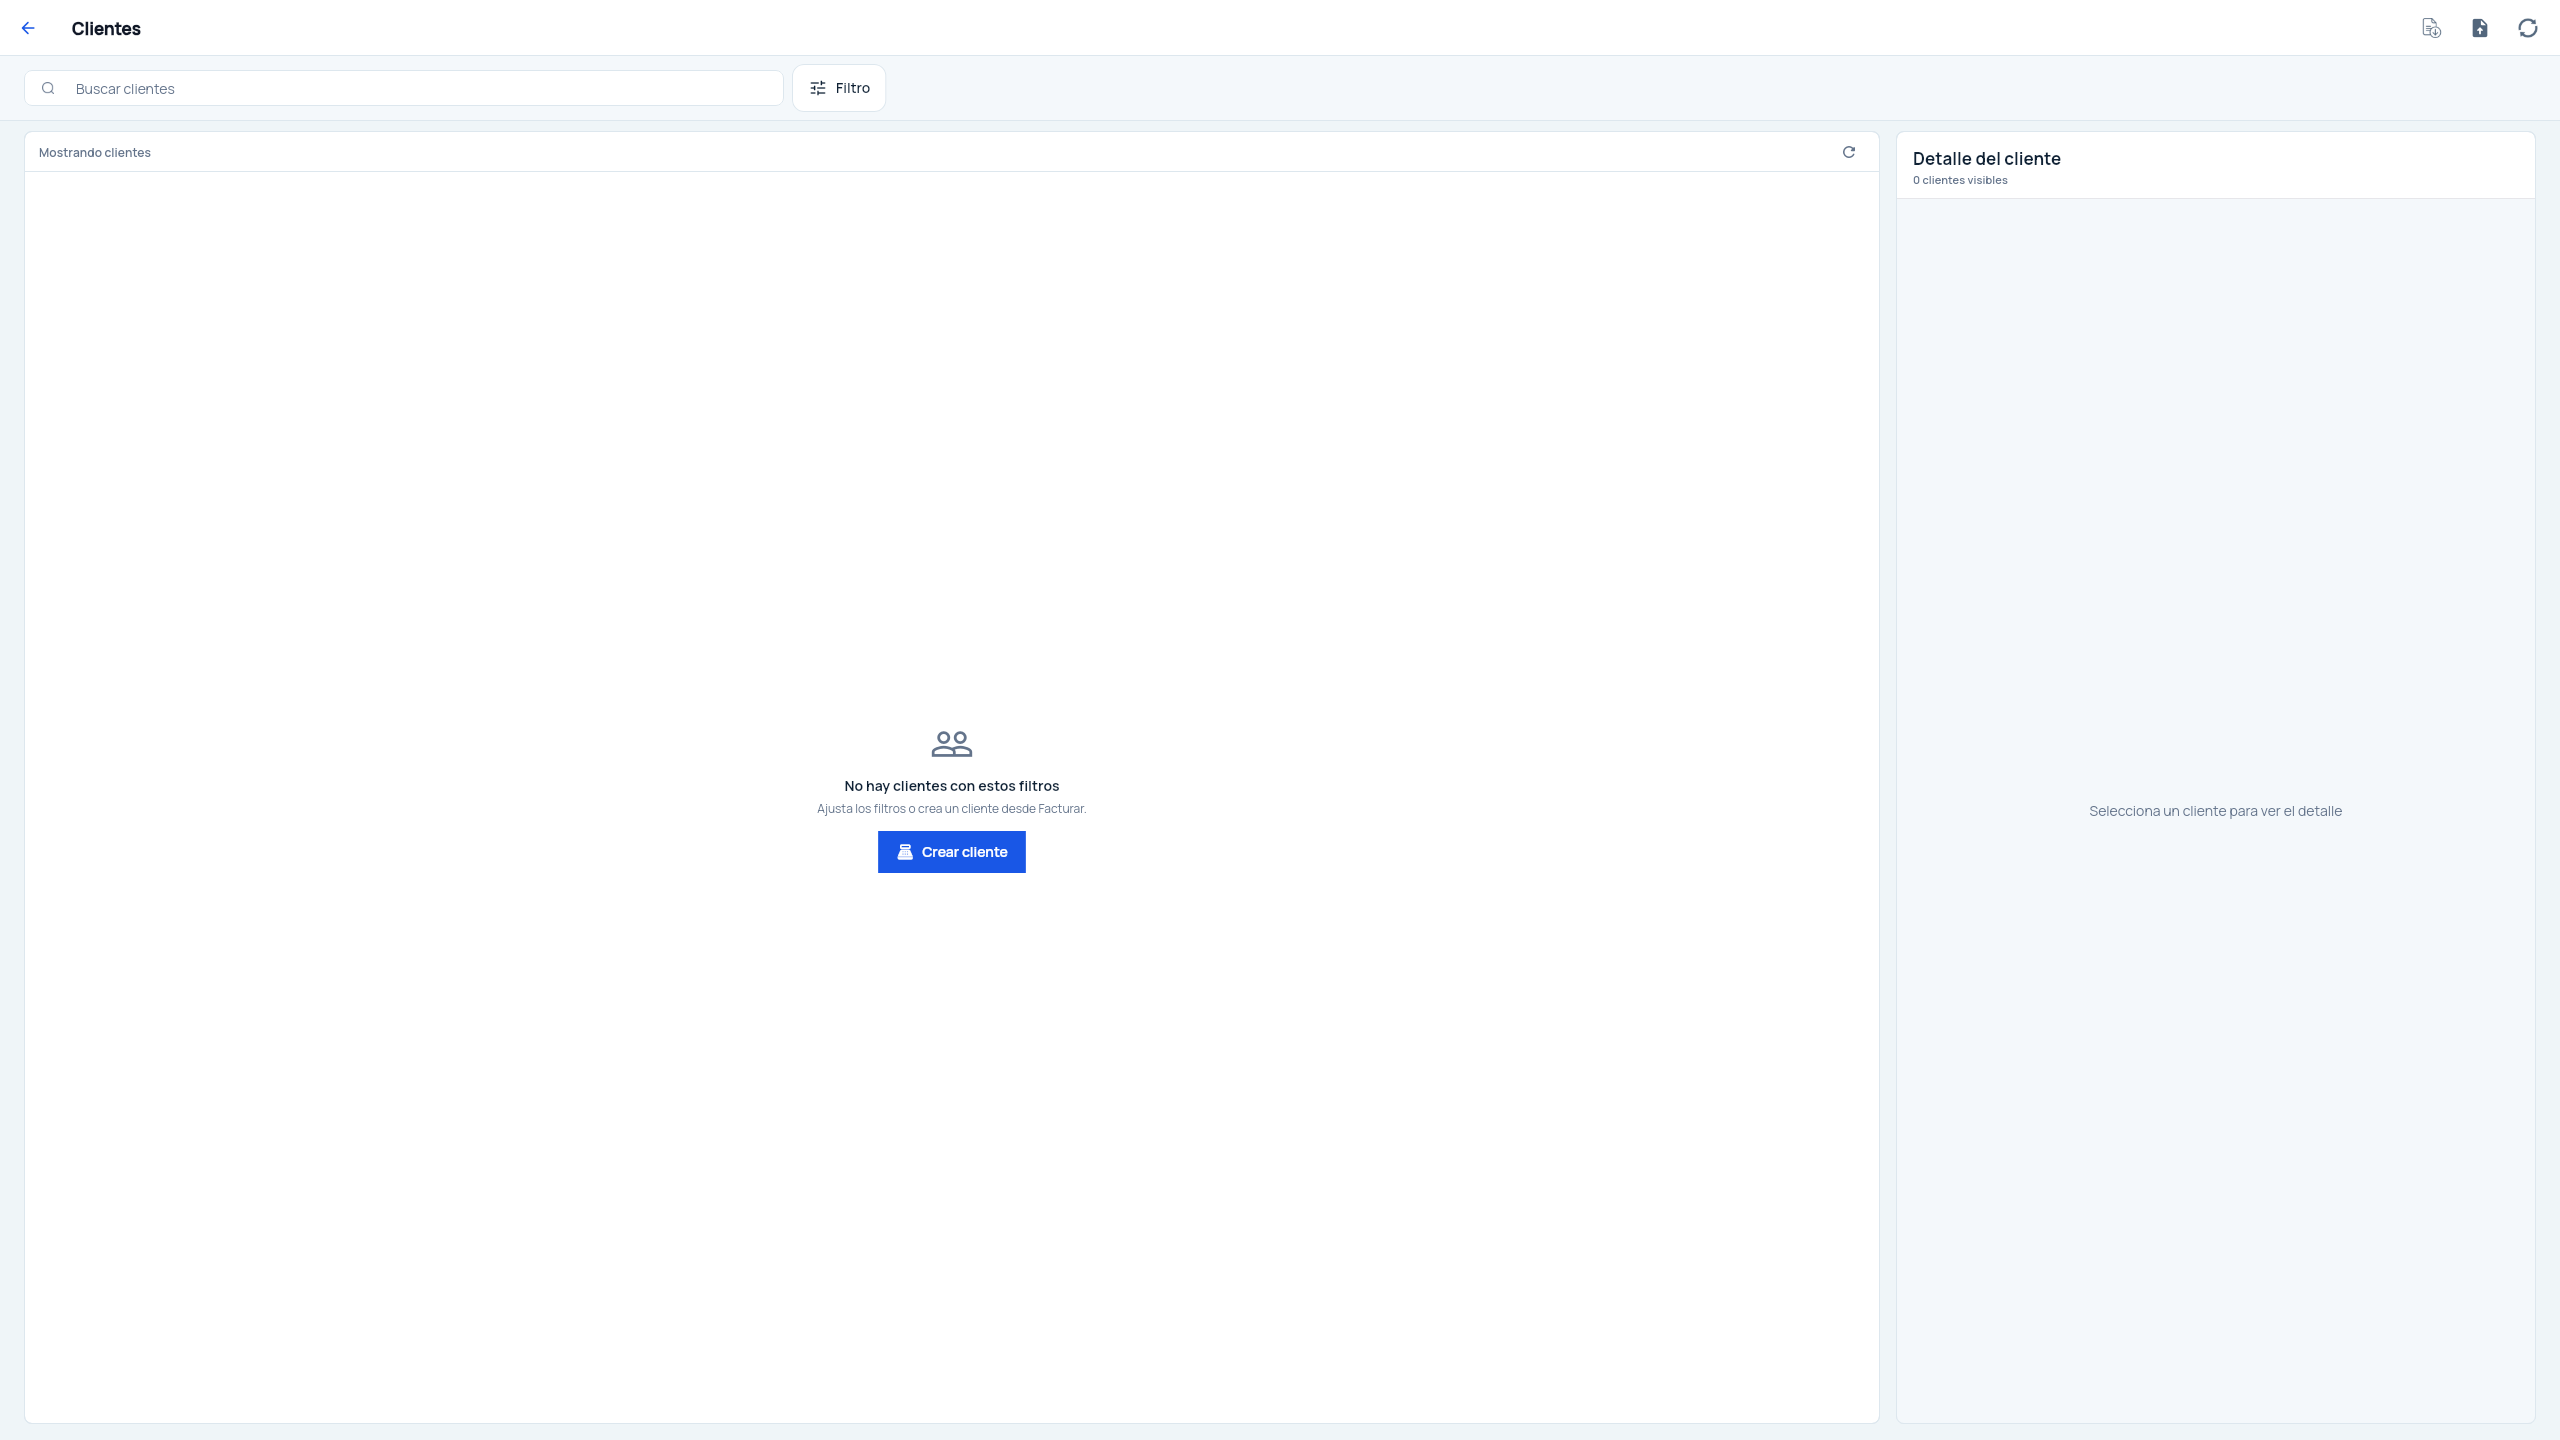 Clientes
Buscar clientes
Filtro
Mostrando clientes
Detalle del cliente
0 clientes visibles
No hay clientes con estos filtros
Ajusta los filtros o crea un cliente desde Facturar.
Crear cliente
Selecciona un cliente para ver el detalle